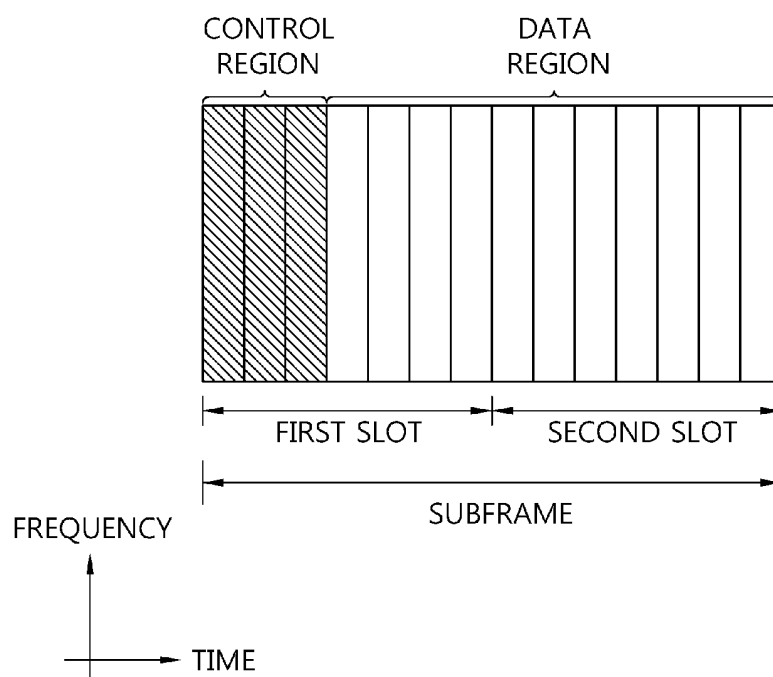 CONTROL
REGION
DATA
REGION
FIRST SLOT
SECOND SLOT
SUBFRAME
FREQUENCY
TIME